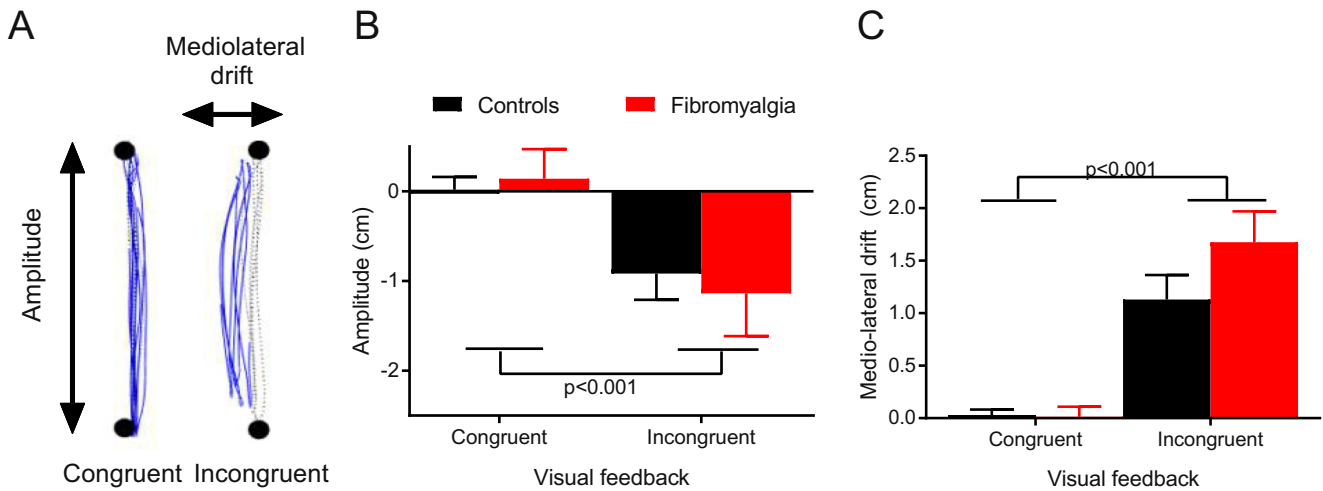 A
Mediolateral
drift
Amplitude
Congruent Incongruent
B
Controls Fibromyalgia
Amplitude (cm)
0
-1
-2
p<0.001
Congruent Incongruent
Visual feedback
C
Medio-lateral drift (cm)
2.5
2.0
1.5
1.0
0.5
0.0
p<0.001
Congruent Incongruent
Visual feedback